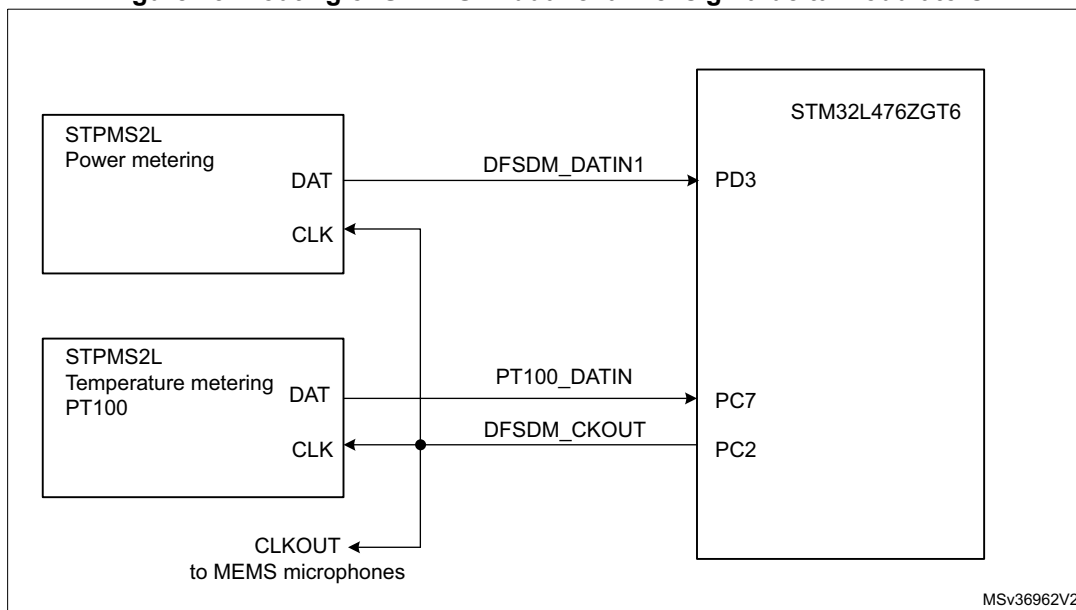 STM32L476ZGT6
STPMS2L
Power metering
DAT
DFSDM_DATIN1
PD3
CLK
STPMS2L
Temperature metering
PT100
DAT
PT100_DATIN
PC7
DFSDM_CKOUT
CLK
PC2
CLKOUT
to MEMS microphones
MSv36962V2